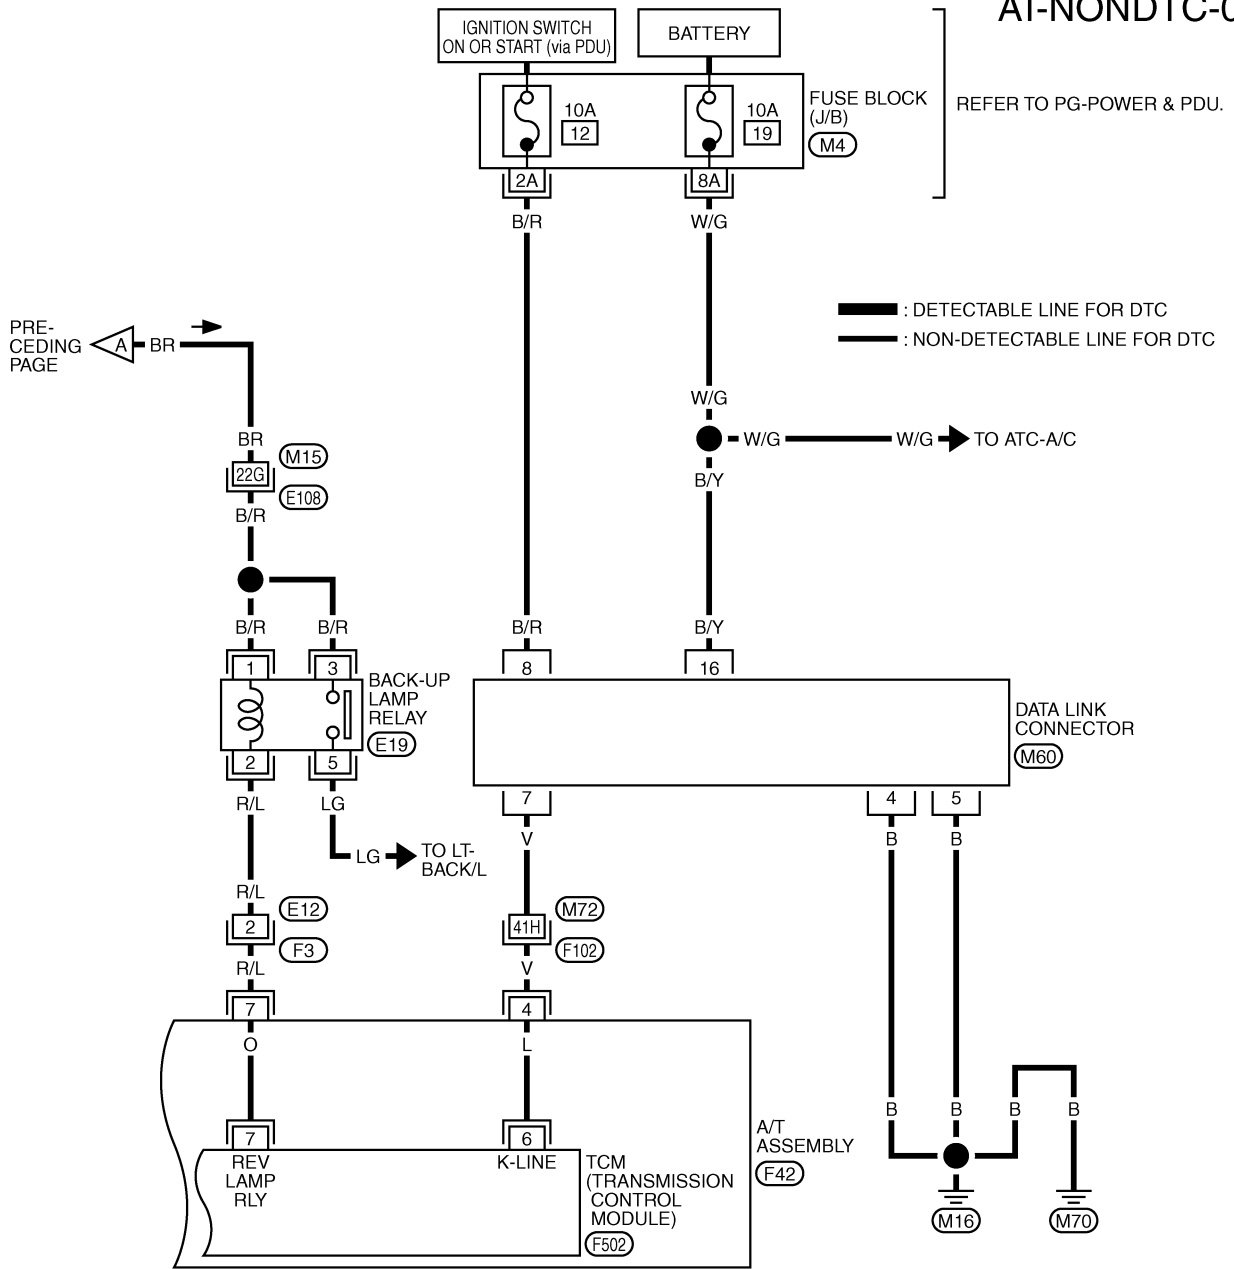 AT-NONDTC-0
IGNITION SWITCH
ON OR START (via PDU)
BATTERY
10A
12
10A
19
FUSE BLOCK
(J/B)
M4
REFER TO PG-POWER & PDU.
2A
8A
B/R
W/G
: DETECTABLE LINE FOR DTC
: NON-DETECTABLE LINE FOR DTC
PRE-
CEDING
PAGE
A
BR
W/G
W/G
W/G
TO ATC-A/C
BR
M15
22G
E108
B/R
B/Y
B/R
B/R
B/R
B/Y
1
3
8
16
BACK-UP
LAMP
RELAY
E19
DATA LINK
CONNECTOR
M60
2
5
7
4
5
R/L
LG
V
B
B
LG
TO LT-
BACK/L
R/L
E12
2
F3
R/L
M72
41H
F102
V
7
4
O
L
7
6
REV
LAMP
RLY
K-LINE
TCM
(TRANSMISSION
CONTROL
MODULE)
F502
A/T
ASSEMBLY
F42
B
B
B
B
M16
M70